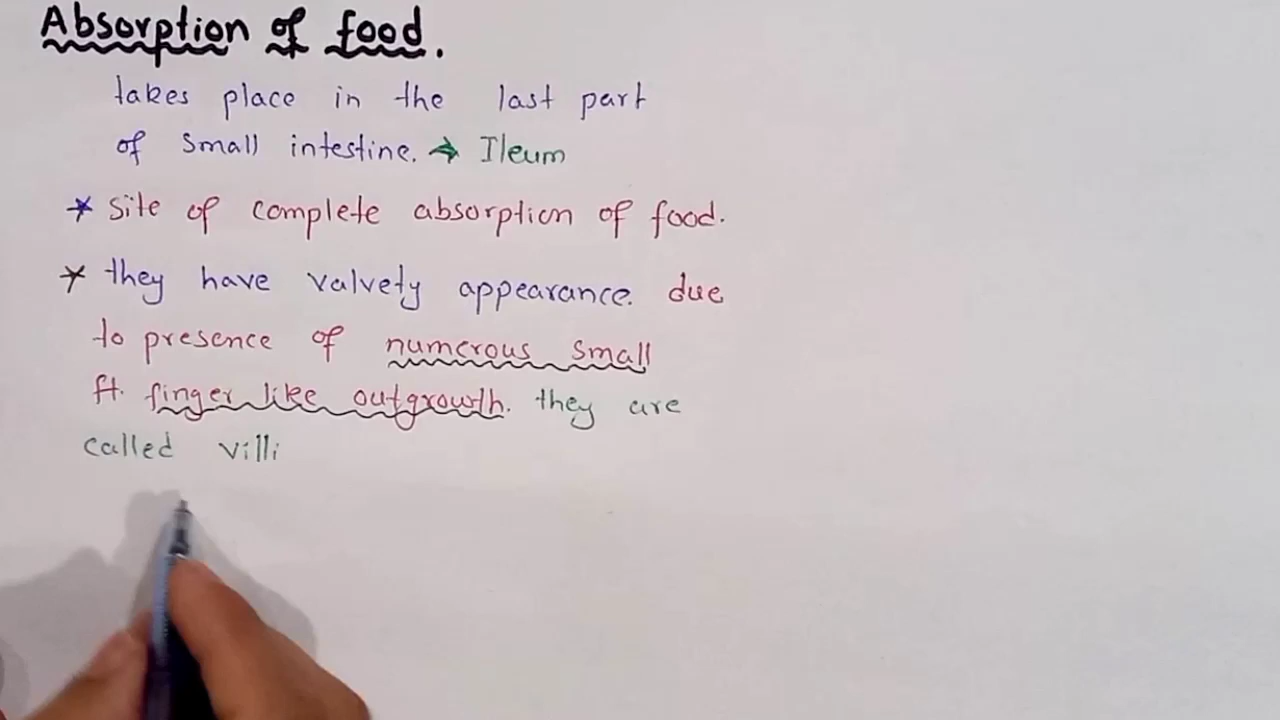 Absorption of food.
takes place in the last part
of small intestine. → Ileum
* site of complete absorption of food.
* they have valvety appearance. due
to presence of numerous small
ft. finger like outgrowth. they are
called villi